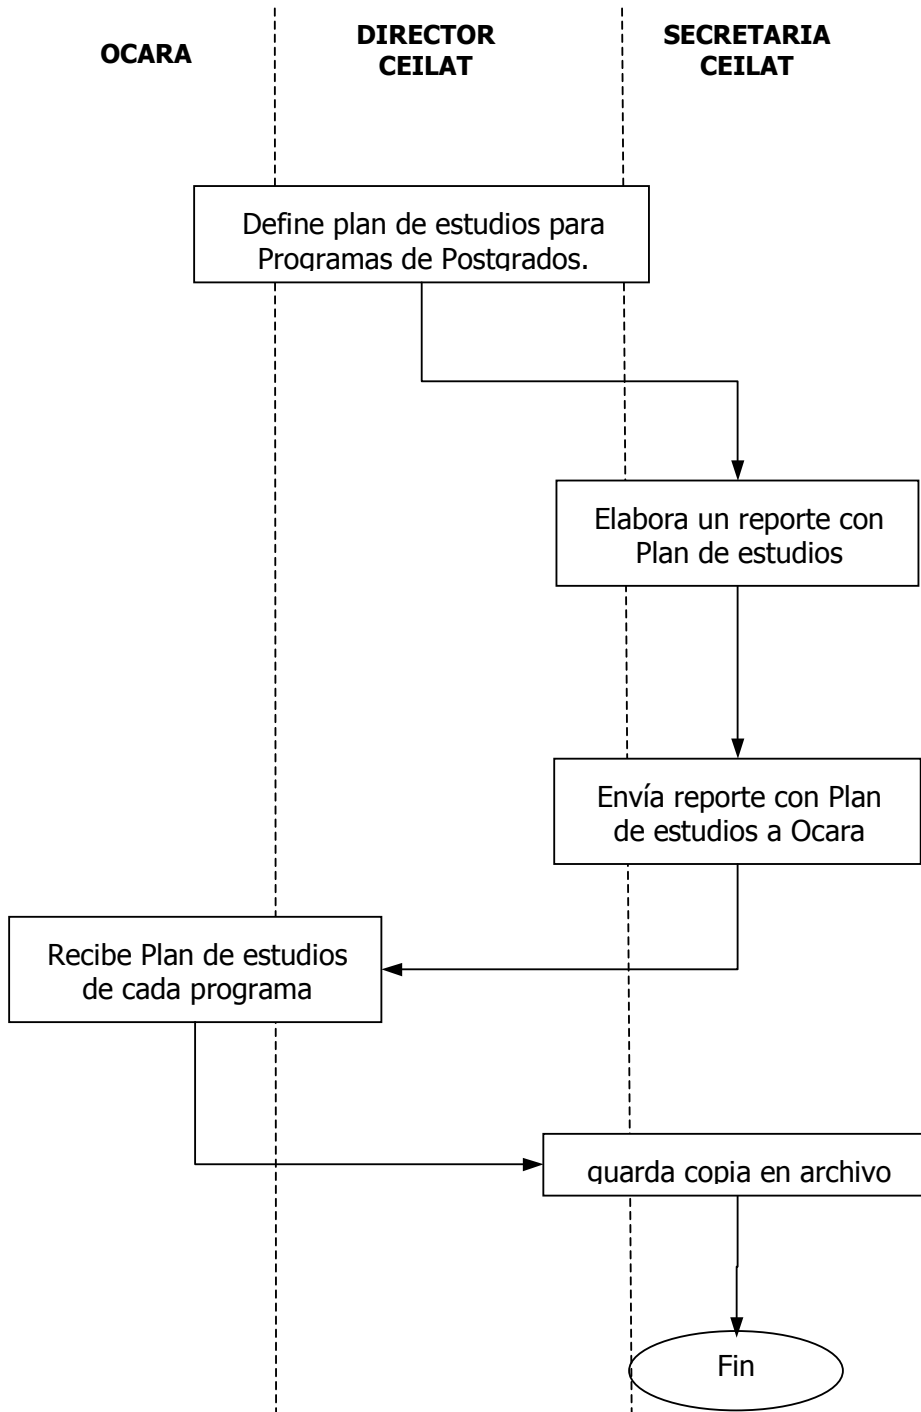 OCARA
DIRECTOR
CEILAT
SECRETARIA
CEILAT
Define plan de estudios para
Programas de Postgrados.
Elabora un reporte con
Plan de estudios
Envía reporte con Plan
de estudios a Ocara
Recibe Plan de estudios
de cada programa
guarda copia en archivo
Fin